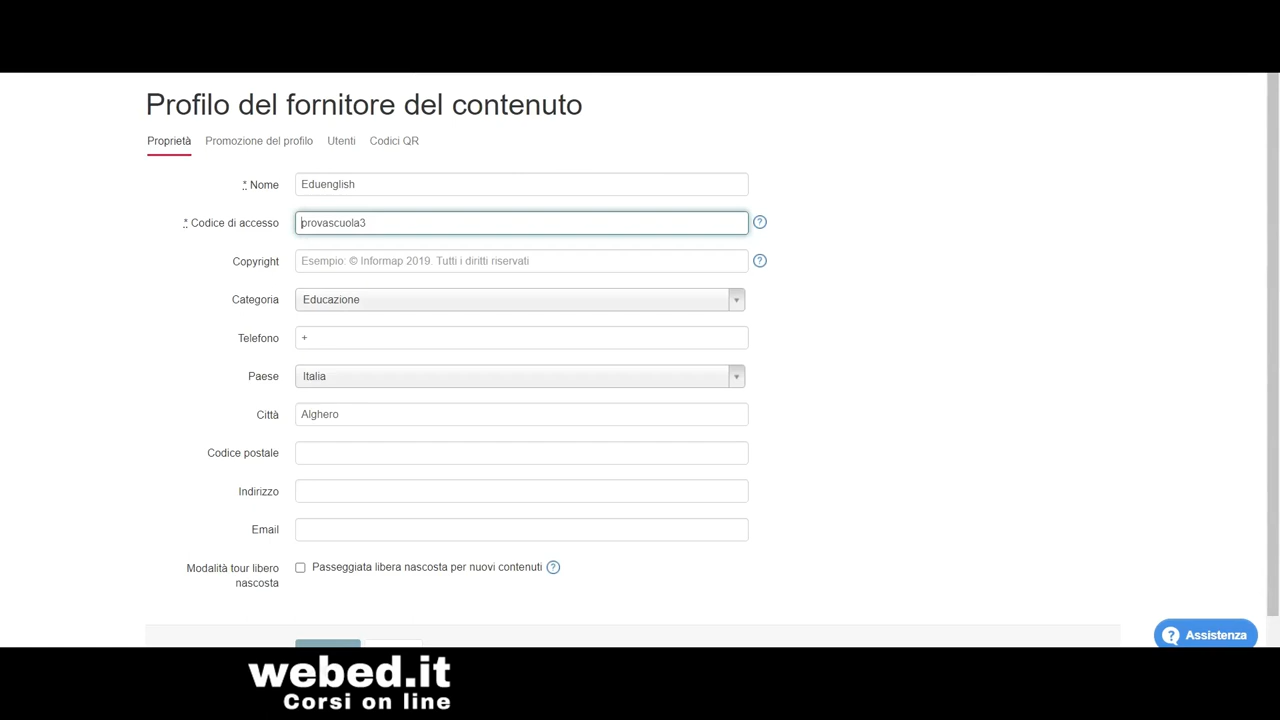 Profilo del fornitore del contenuto
Proprietà Promozione del profilo Utenti Codici QR
* Nome Eduenglish
* Codice di accesso provascuola3 ?
Copyright Esempio: © Informap 2019. Tutti i diritti riservati ?
Categoria Educazione
Telefono +
Paese Italia
Città Alghero
Codice postale
Indirizzo
Email
Modalità tour libero nascosta Passeggiata libera nascosta per nuovi contenuti ?
? Assistenza
webed.it
Corsi on line